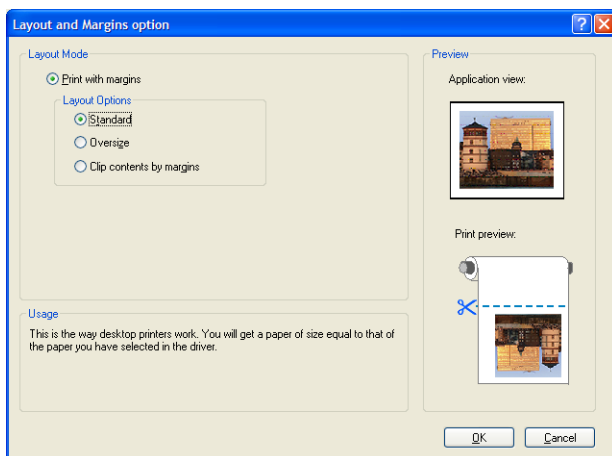 Layout and Margins option
Layout Mode
Print with margins
Layout Options
Standard
Oversize
Clip contents by margins
Usage
This is the way desktop printers work. You will get a paper of size equal to that of
the paper you have selected in the driver.
Preview
Application view:
Print preview:
OK
Cancel